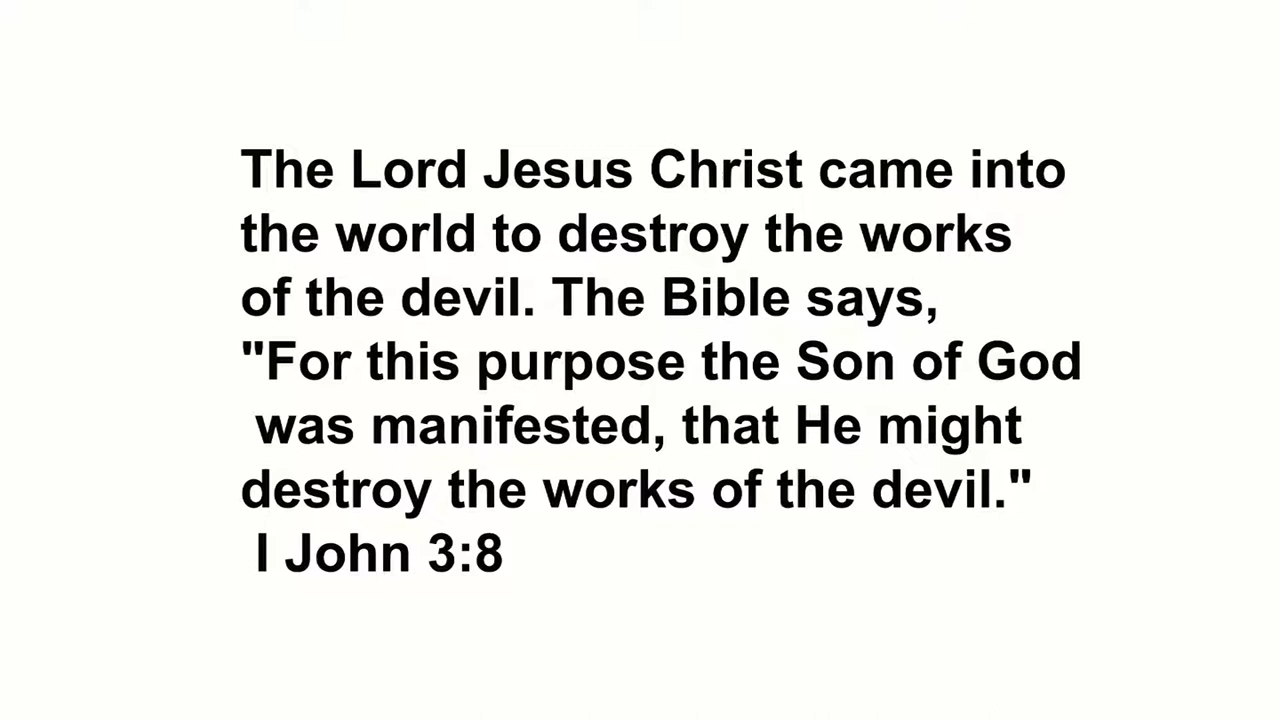 The Lord Jesus Christ came into
the world to destroy the works
of the devil. The Bible says,
"For this purpose the Son of God
was manifested, that He might
destroy the works of the devil."
I John 3:8